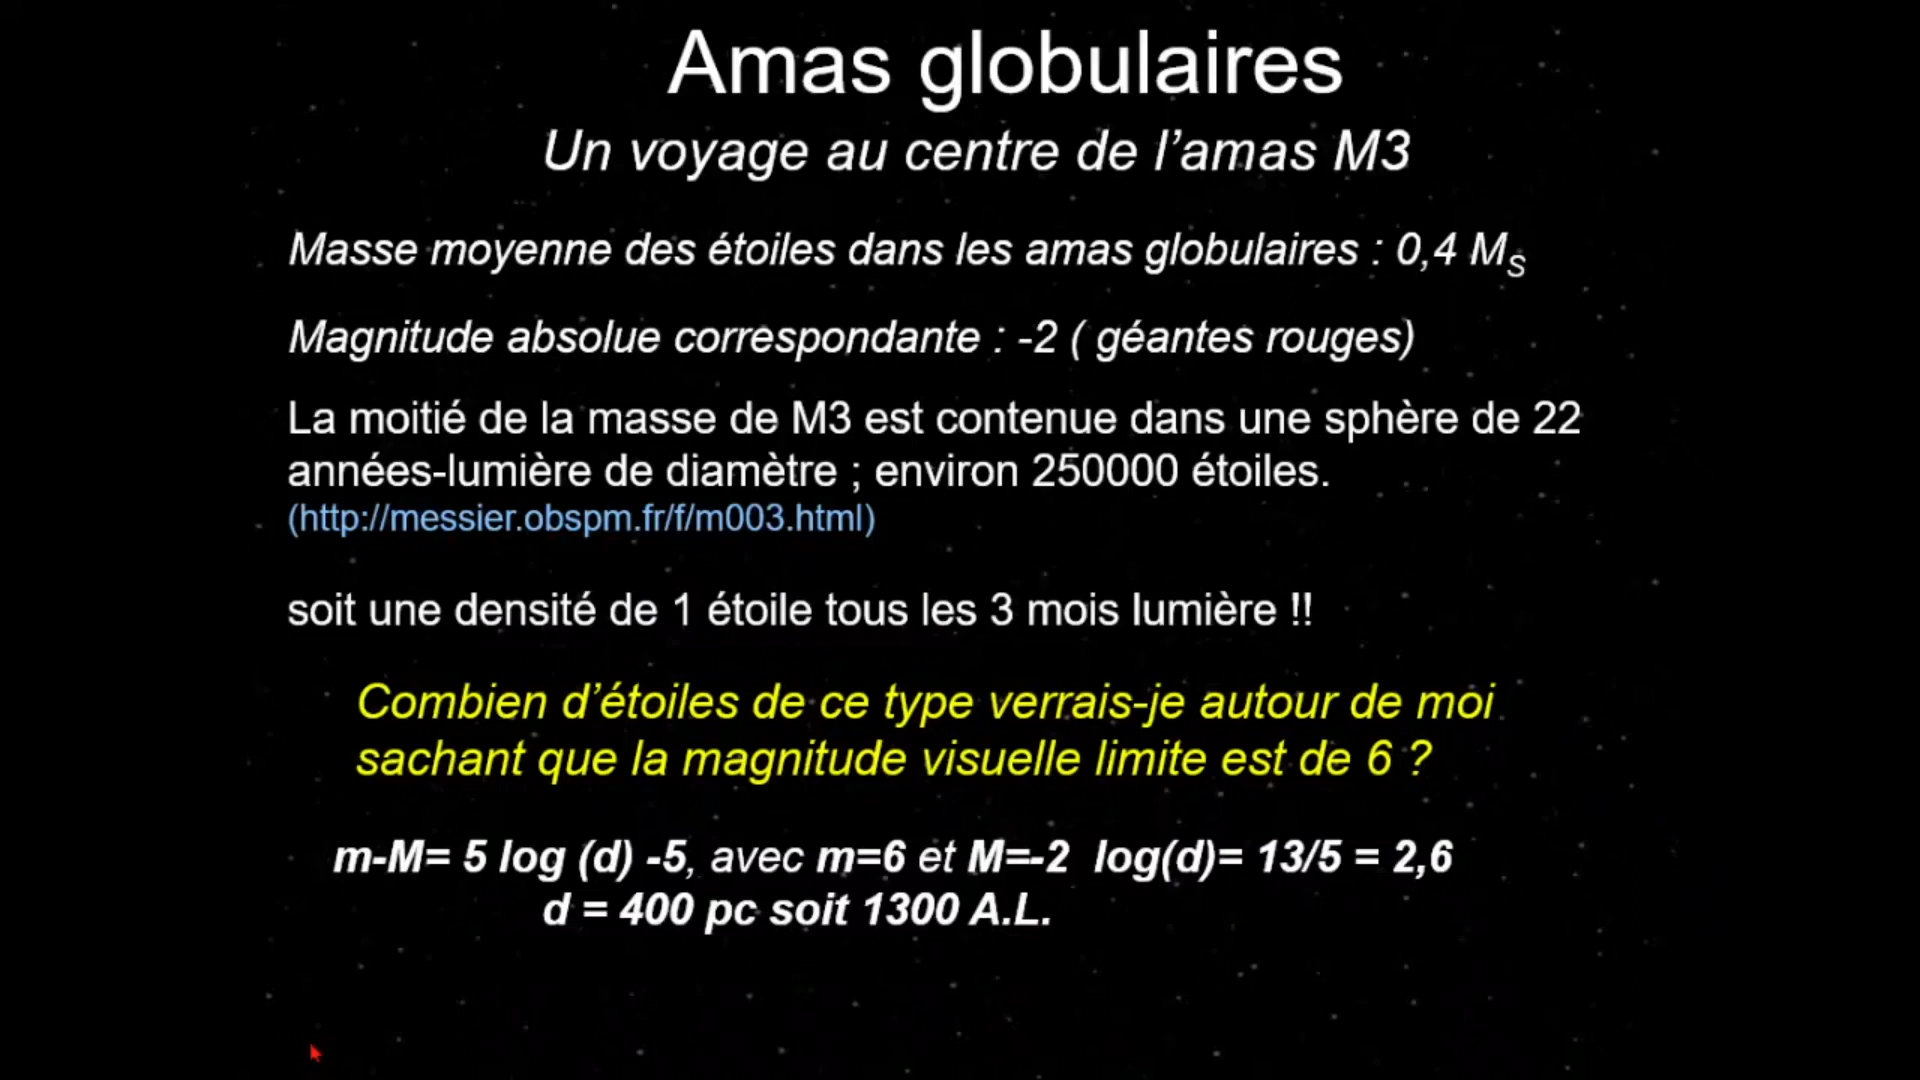 Amas globulaires
Un voyage au centre de l’amas M3
Masse moyenne des étoiles dans les amas globulaires : 0,4 MS
Magnitude absolue correspondante : -2 ( géantes rouges)
La moitié de la masse de M3 est contenue dans une sphère de 22
années-lumière de diamètre ; environ 250000 étoiles.
(http://messier.obspm.fr/f/m003.html)
soit une densité de 1 étoile tous les 3 mois lumière !!
Combien d’étoiles de ce type verrais-je autour de moi
sachant que la magnitude visuelle limite est de 6 ?
m-M= 5 log (d) -5, avec m=6 et M=-2 log(d)= 13/5 = 2,6
d = 400 pc soit 1300 A.L.